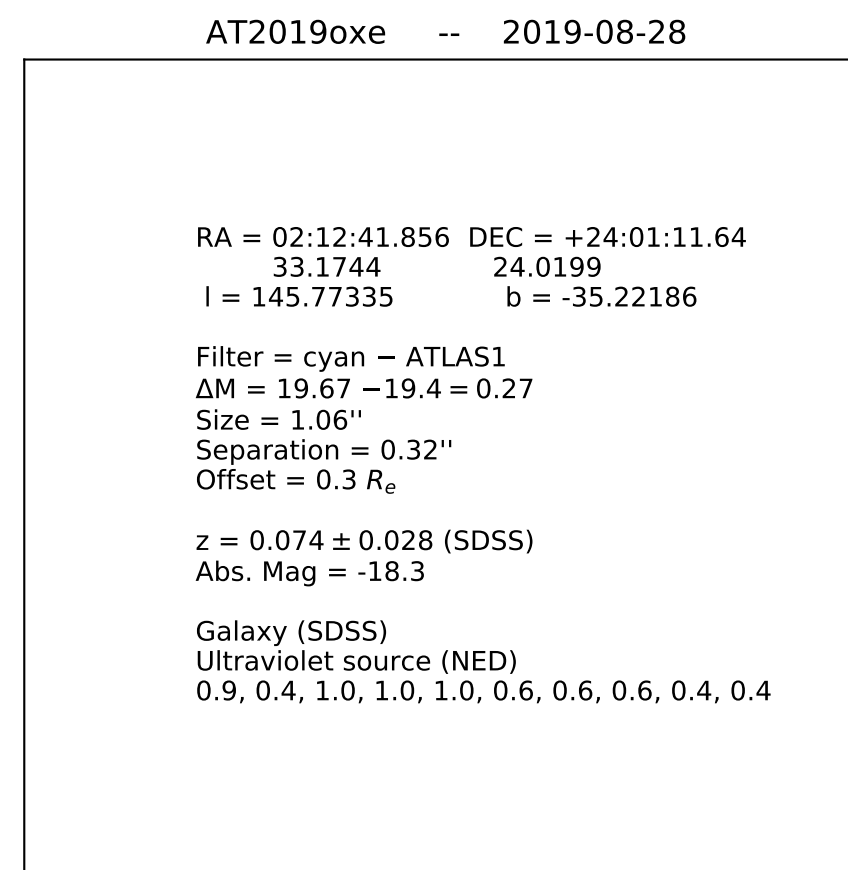 AT2019oxe -- 2019-08-28
RA = 02:12:41.856 DEC = +24:01:11.64
33.1744 24.0199
l = 145.77335 b = -35.22186
Filter = cyan − ATLAS1
ΔM = 19.67 −19.4 = 0.27
Size = 1.06''
Separation = 0.32''
Offset = 0.3 Rₑ
z = 0.074 ± 0.028 (SDSS)
Abs. Mag = -18.3
Galaxy (SDSS)
Ultraviolet source (NED)
0.9, 0.4, 1.0, 1.0, 1.0, 0.6, 0.6, 0.6, 0.4, 0.4